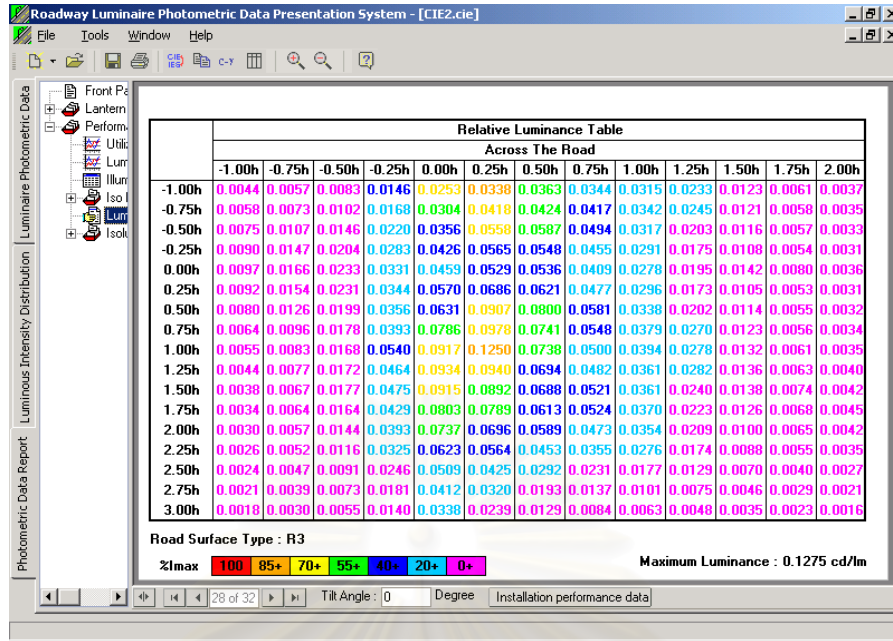 Roadway Luminaire Photometric Data Presentation System - [CIE2.cie]
File Tools Window Help
CIE IES C-γ
Luminaire Photometric Data
Luminous Intensity Distribution
Photometric Data Report
Front Pa
Lantern
Perform
Utiliz
Lum
Illum
Iso I
Lum
Isolu
Relative Luminance Table
Across The Road
-1.00h -0.75h -0.50h -0.25h 0.00h 0.25h 0.50h 0.75h 1.00h 1.25h 1.50h 1.75h 2.00h
-1.00h 0.0044 0.0057 0.0083 0.0146 0.0253 0.0338 0.0363 0.0344 0.0315 0.0233 0.0123 0.0061 0.0037
-0.75h 0.0058 0.0073 0.0102 0.0168 0.0304 0.0418 0.0424 0.0417 0.0342 0.0245 0.0121 0.0058 0.0035
-0.50h 0.0075 0.0107 0.0146 0.0220 0.0356 0.0558 0.0587 0.0494 0.0317 0.0203 0.0116 0.0057 0.0033
-0.25h 0.0090 0.0147 0.0204 0.0283 0.0426 0.0565 0.0548 0.0455 0.0291 0.0175 0.0108 0.0054 0.0031
0.00h 0.0097 0.0166 0.0233 0.0331 0.0459 0.0529 0.0536 0.0409 0.0278 0.0195 0.0142 0.0080 0.0036
0.25h 0.0092 0.0154 0.0231 0.0344 0.0570 0.0686 0.0621 0.0477 0.0296 0.0173 0.0105 0.0053 0.0031
0.50h 0.0080 0.0126 0.0199 0.0356 0.0631 0.0907 0.0800 0.0581 0.0338 0.0202 0.0114 0.0055 0.0032
0.75h 0.0064 0.0096 0.0178 0.0393 0.0786 0.0978 0.0741 0.0548 0.0379 0.0270 0.0123 0.0056 0.0034
1.00h 0.0055 0.0083 0.0168 0.0540 0.0917 0.1250 0.0738 0.0500 0.0394 0.0278 0.0132 0.0061 0.0035
1.25h 0.0044 0.0077 0.0172 0.0464 0.0934 0.0940 0.0694 0.0482 0.0361 0.0282 0.0136 0.0063 0.0040
1.50h 0.0038 0.0067 0.0177 0.0475 0.0915 0.0892 0.0688 0.0521 0.0361 0.0240 0.0138 0.0074 0.0042
1.75h 0.0034 0.0064 0.0164 0.0429 0.0803 0.0789 0.0613 0.0524 0.0370 0.0223 0.0126 0.0068 0.0045
2.00h 0.0030 0.0057 0.0144 0.0393 0.0737 0.0696 0.0589 0.0473 0.0354 0.0209 0.0100 0.0065 0.0042
2.25h 0.0026 0.0052 0.0116 0.0325 0.0623 0.0564 0.0453 0.0355 0.0276 0.0174 0.0088 0.0055 0.0035
2.50h 0.0024 0.0047 0.0091 0.0246 0.0509 0.0425 0.0292 0.0231 0.0177 0.0129 0.0070 0.0040 0.0027
2.75h 0.0021 0.0039 0.0073 0.0181 0.0412 0.0320 0.0193 0.0137 0.0101 0.0075 0.0046 0.0029 0.0021
3.00h 0.0018 0.0030 0.0055 0.0140 0.0338 0.0239 0.0129 0.0084 0.0063 0.0048 0.0035 0.0023 0.0016
Road Surface Type : R3
%Imax 100 85+ 70+ 55+ 40+ 20+ 0+
Maximum Luminance : 0.1275 cd/lm
28 of 32 Tilt Angle : 0 Degree Installation performance data